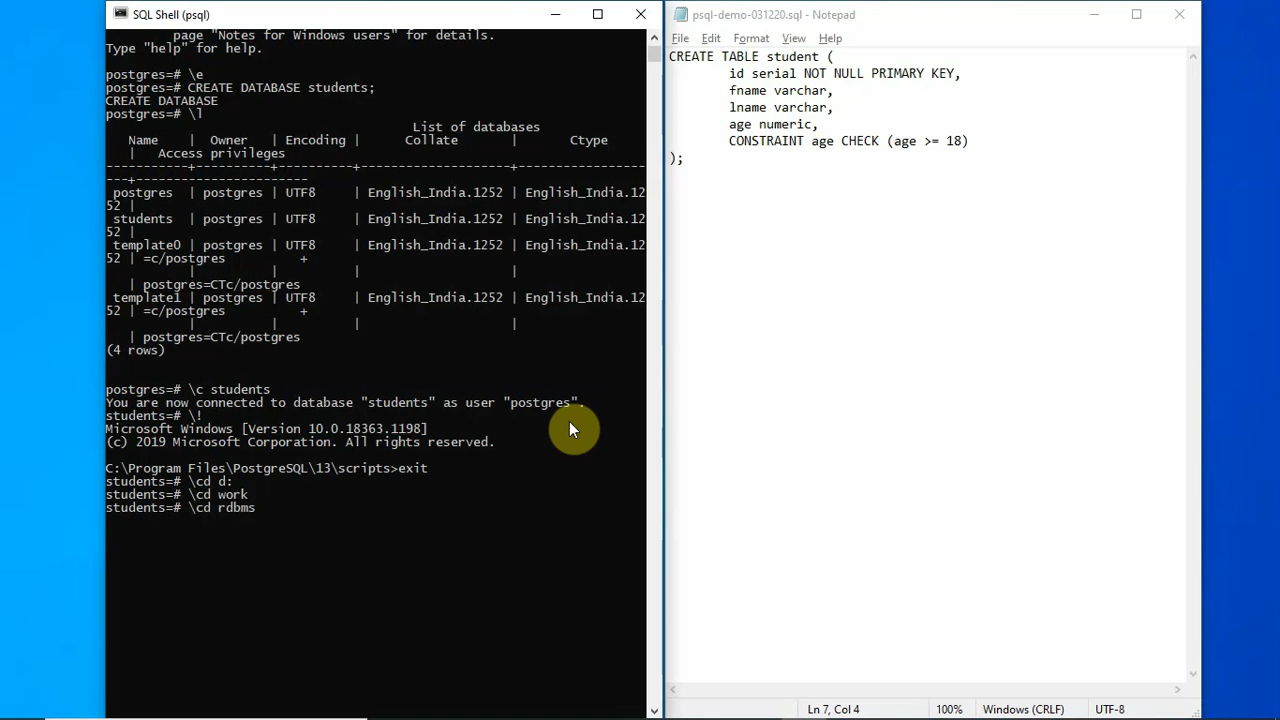 SQL Shell (psql)
page "Notes for Windows users" for details.
Type "help" for help.
postgres=# \e
postgres=# CREATE DATABASE students;
CREATE DATABASE
postgres=# \l
List of databases
Name | Owner | Encoding | Collate | Ctype
| Access privileges
-----------+----------+----------+--------------------+-----------------
---+-----------------------
postgres | postgres | UTF8 | English_India.1252 | English_India.12
52 |
students | postgres | UTF8 | English_India.1252 | English_India.12
52 |
template0 | postgres | UTF8 | English_India.1252 | English_India.12
52 | =c/postgres +
| | | |
| postgres=CTc/postgres
template1 | postgres | UTF8 | English_India.1252 | English_India.12
52 | =c/postgres +
| | | |
| postgres=CTc/postgres
(4 rows)
postgres=# \c students
You are now connected to database "students" as user "postgres".
students=# \!
Microsoft Windows [Version 10.0.18363.1198]
(c) 2019 Microsoft Corporation. All rights reserved.
C:\Program Files\PostgreSQL\13\scripts>exit
students=# \cd d:
students=# \cd work
students=# \cd rdbms
psql-demo-031220.sql - Notepad
File Edit Format View Help
CREATE TABLE student (
id serial NOT NULL PRIMARY KEY,
fname varchar,
lname varchar,
age numeric,
CONSTRAINT age CHECK (age >= 18)
);
Ln 7, Col 4 100% Windows (CRLF) UTF-8